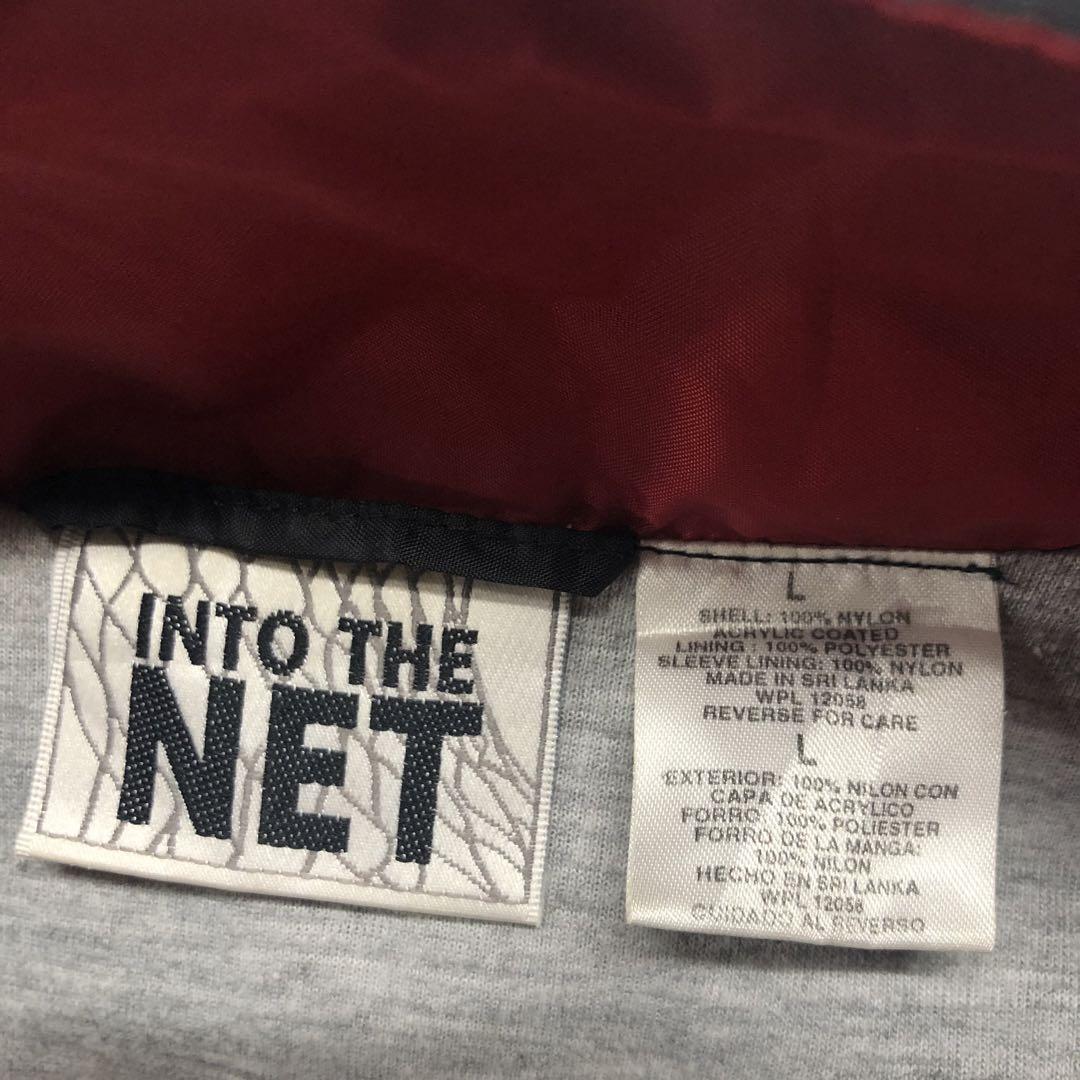 INTO THE
NET
L
SHELL: 100% NYLON
ACRYLIC COATED
LINING : 100% POLYESTER
SLEEVE LINING: 100% NYLON
MADE IN SRI LANKA
WPL 12058
REVERSE FOR CARE
L
EXTERIOR: 100% NILON CON
CAPA DE ACRYLICO
FORRO: 100% POLIESTER
FORRO DE LA MANGA:
100% NILON
HECHO EN SRI LANKA
WPL 12058
CUIDADO AL REVERSO